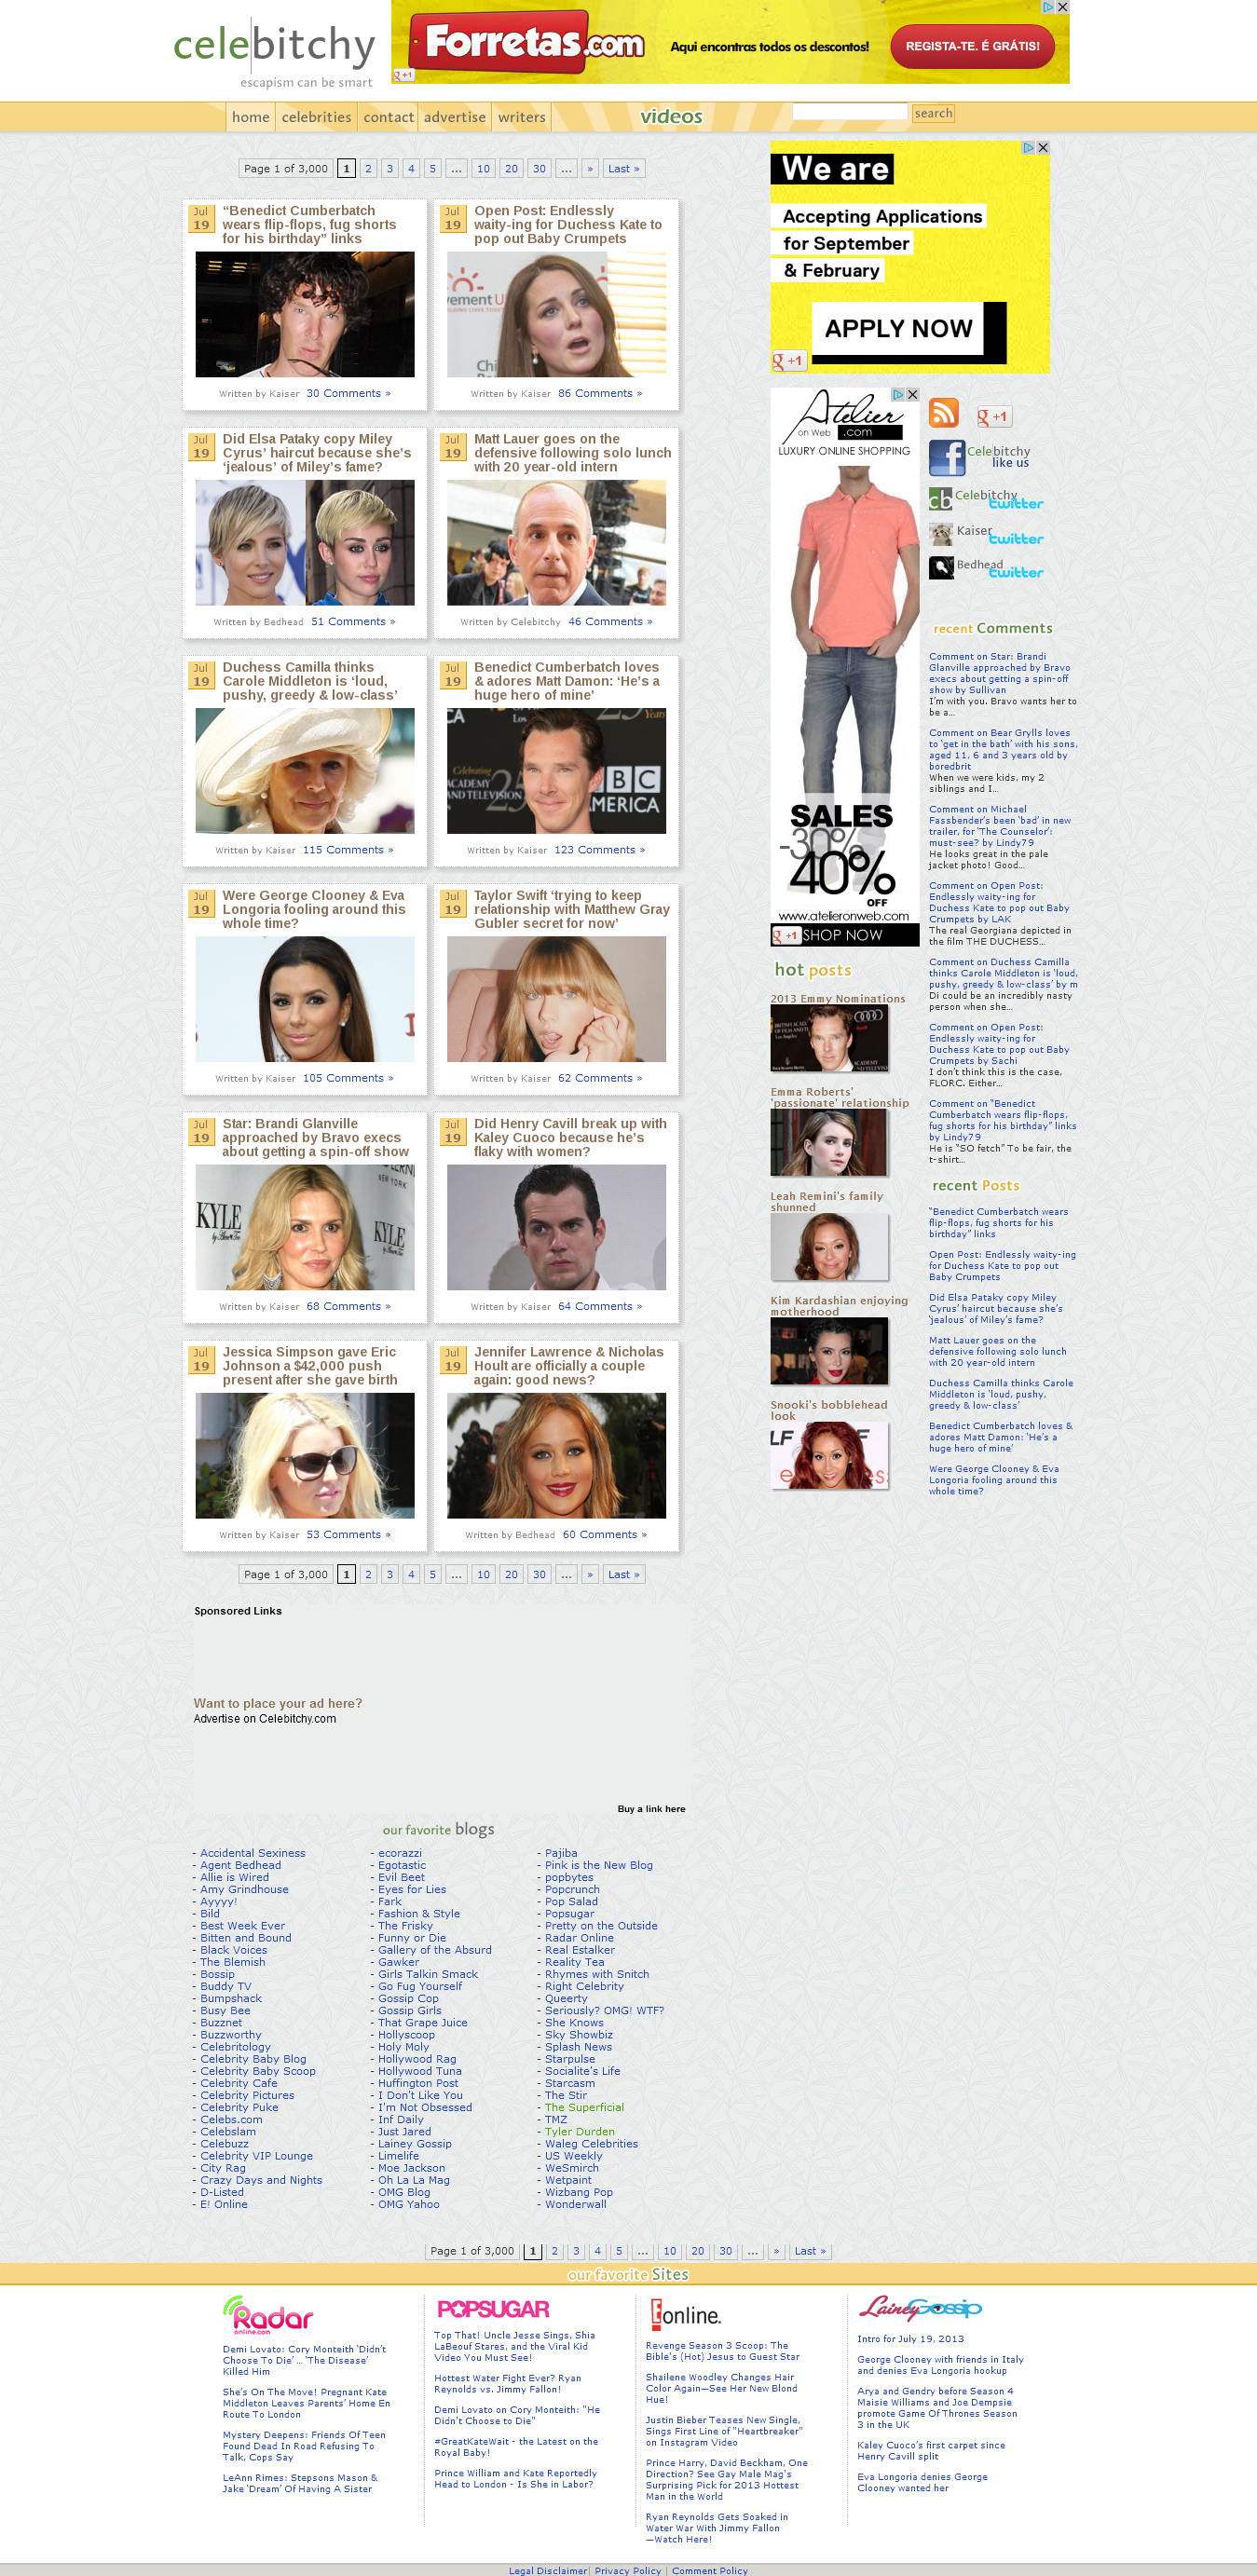 celebitchy
escapism can be smart
Forretas.com
Aqui encontras todos os descontos!
REGISTA-TE. É GRÁTIS!
g +1
home
celebrities
contact
advertise
writers
videos
search
Page 1 of 3,000 1 2 3 4 5 ... 10 20 30 ... » Last »
Jul 19
“Benedict Cumberbatch
wears flip-flops, fug shorts
for his birthday” links
Written by Kaiser 30 Comments »
Jul 19
Open Post: Endlessly
waity-ing for Duchess Kate to
pop out Baby Crumpets
Written by Kaiser 86 Comments »
Jul 19
Did Elsa Pataky copy Miley
Cyrus’ haircut because she’s
‘jealous’ of Miley’s fame?
Written by Bedhead 51 Comments »
Jul 19
Matt Lauer goes on the
defensive following solo lunch
with 20 year-old intern
Written by Celebitchy 46 Comments »
Jul 19
Duchess Camilla thinks
Carole Middleton is ‘loud,
pushy, greedy & low-class’
Written by Kaiser 115 Comments »
Jul 19
Benedict Cumberbatch loves
& adores Matt Damon: ‘He’s a
huge hero of mine’
Written by Kaiser 123 Comments »
Jul 19
Were George Clooney & Eva
Longoria fooling around this
whole time?
Written by Kaiser 105 Comments »
Jul 19
Taylor Swift ‘trying to keep
relationship with Matthew Gray
Gubler secret for now’
Written by Kaiser 62 Comments »
Jul 19
Star: Brandi Glanville
approached by Bravo execs
about getting a spin-off show
KYLE
KYLE
Written by Kaiser 68 Comments »
Jul 19
Did Henry Cavill break up with
Kaley Cuoco because he’s
flaky with women?
Written by Kaiser 64 Comments »
Jul 19
Jessica Simpson gave Eric
Johnson a $42,000 push
present after she gave birth
Written by Kaiser 53 Comments »
Jul 19
Jennifer Lawrence & Nicholas
Hoult are officially a couple
again: good news?
Written by Bedhead 60 Comments »
Page 1 of 3,000 1 2 3 4 5 ... 10 20 30 ... » Last »
We are
Accepting Applications
for September
& February
APPLY NOW
g +1
Atelier
on Web .com
LUXURY ONLINE SHOPPING
SALES
-30%
40%
OFF
www.atelieronweb.com
g +1 SHOP NOW
g +1
Celebitchy
like us
cb Celebitchy twitter
Kaiser twitter
Bedhead twitter
recent Comments
Comment on Star: Brandi
Glanville approached by Bravo
execs about getting a spin-off
show by Sullivan
I’m with you. Bravo wants her to
be a...
Comment on Bear Grylls loves
to ‘get in the bath’ with his sons,
aged 11, 6 and 3 years old by
boredbrit
When we were kids, my 2
siblings and I...
Comment on Michael
Fassbender’s been ‘bad’ in new
trailer, for ‘The Counselor’:
must-see? by Lindy79
He looks great in the pale
jacket photo! Good...
Comment on Open Post:
Endlessly waity-ing for
Duchess Kate to pop out Baby
Crumpets by LAK
The real Georgiana depicted in
the film THE DUCHESS...
Comment on Duchess Camilla
thinks Carole Middleton is ‘loud,
pushy, greedy & low-class’ by m
Di could be an incredibly nasty
person when she...
Comment on Open Post:
Endlessly waity-ing for
Duchess Kate to pop out Baby
Crumpets by Sachi
I don’t think this is the case,
FLORC. Either...
Comment on “Benedict
Cumberbatch wears flip-flops,
fug shorts for his birthday” links
by Lindy79
He is “SO fetch” To be fair, the
t-shirt...
recent Posts
“Benedict Cumberbatch wears
flip-flops, fug shorts for his
birthday” links
Open Post: Endlessly waity-ing
for Duchess Kate to pop out
Baby Crumpets
Did Elsa Pataky copy Miley
Cyrus’ haircut because she’s
‘jealous’ of Miley’s fame?
Matt Lauer goes on the
defensive following solo lunch
with 20 year-old intern
Duchess Camilla thinks Carole
Middleton is ‘loud, pushy,
greedy & low-class’
Benedict Cumberbatch loves &
adores Matt Damon: ‘He’s a
huge hero of mine’
Were George Clooney & Eva
Longoria fooling around this
whole time?
hot posts
2013 Emmy Nominations
Emma Roberts'
'passionate' relationship
Leah Remini's family
shunned
Kim Kardashian enjoying
motherhood
Snooki's bobblehead
look
Sponsored Links
Want to place your ad here?
Advertise on Celebitchy.com
Buy a link here
our favorite blogs
- Accidental Sexiness
- Agent Bedhead
- Allie is Wired
- Amy Grindhouse
- Ayyyy!
- Bild
- Best Week Ever
- Bitten and Bound
- Black Voices
- The Blemish
- Bossip
- Buddy TV
- Bumpshack
- Busy Bee
- Buzznet
- Buzzworthy
- Celebritology
- Celebrity Baby Blog
- Celebrity Baby Scoop
- Celebrity Cafe
- Celebrity Pictures
- Celebrity Puke
- Celebs.com
- Celebslam
- Celebuzz
- Celebrity VIP Lounge
- City Rag
- Crazy Days and Nights
- D-Listed
- E! Online
- ecorazzi
- Egotastic
- Evil Beet
- Eyes for Lies
- Fark
- Fashion & Style
- The Frisky
- Funny or Die
- Gallery of the Absurd
- Gawker
- Girls Talkin Smack
- Go Fug Yourself
- Gossip Cop
- Gossip Girls
- That Grape Juice
- Hollyscoop
- Holy Moly
- Hollywood Rag
- Hollywood Tuna
- Huffington Post
- I Don't Like You
- I'm Not Obsessed
- Inf Daily
- Just Jared
- Lainey Gossip
- Limelife
- Moe Jackson
- Oh La La Mag
- OMG Blog
- OMG Yahoo
- Pajiba
- Pink is the New Blog
- popbytes
- Popcrunch
- Pop Salad
- Popsugar
- Pretty on the Outside
- Radar Online
- Real Estalker
- Reality Tea
- Rhymes with Snitch
- Right Celebrity
- Queerty
- Seriously? OMG! WTF?
- She Knows
- Sky Showbiz
- Splash News
- Starpulse
- Socialite's Life
- Starcasm
- The Stir
- The Superficial
- TMZ
- Tyler Durden
- Waleg Celebrities
- US Weekly
- WeSmirch
- Wetpaint
- Wizbang Pop
- Wonderwall
Page 1 of 3,000 1 2 3 4 5 ... 10 20 30 ... » Last »
our favorite Sites
Radar
online.com
Demi Lovato: Cory Monteith ‘Didn’t
Choose To Die’ … ‘The Disease’
Killed Him
She’s On The Move! Pregnant Kate
Middleton Leaves Parents’ Home En
Route To London
Mystery Deepens: Friends Of Teen
Found Dead In Road Refusing To
Talk, Cops Say
LeAnn Rimes: Stepsons Mason &
Jake ‘Dream’ Of Having A Sister
POPSUGAR
Top That! Uncle Jesse Sings, Shia
LaBeouf Stares, and the Viral Kid
Video You Must See!
Hottest Water Fight Ever? Ryan
Reynolds vs. Jimmy Fallon!
Demi Lovato on Cory Monteith: "He
Didn't Choose to Die"
#GreatKateWait - the Latest on the
Royal Baby!
Prince William and Kate Reportedly
Head to London - Is She in Labor?
E! online.
Revenge Season 3 Scoop: The
Bible's (Hot) Jesus to Guest Star
Shailene Woodley Changes Hair
Color Again—See Her New Blond
Hue!
Justin Bieber Teases New Single,
Sings First Line of "Heartbreaker"
on Instagram Video
Prince Harry, David Beckham, One
Direction? See Gay Male Mag's
Surprising Pick for 2013 Hottest
Man in the World
Ryan Reynolds Gets Soaked in
Water War With Jimmy Fallon
—Watch Here!
LaineyGossip
Intro for July 19, 2013
George Clooney with friends in Italy
and denies Eva Longoria hookup
Arya and Gendry before Season 4
Maisie Williams and Joe Dempsie
promote Game Of Thrones Season
3 in the UK
Kaley Cuoco’s first carpet since
Henry Cavill split
Eva Longoria denies George
Clooney wanted her
Legal Disclaimer | Privacy Policy | Comment Policy